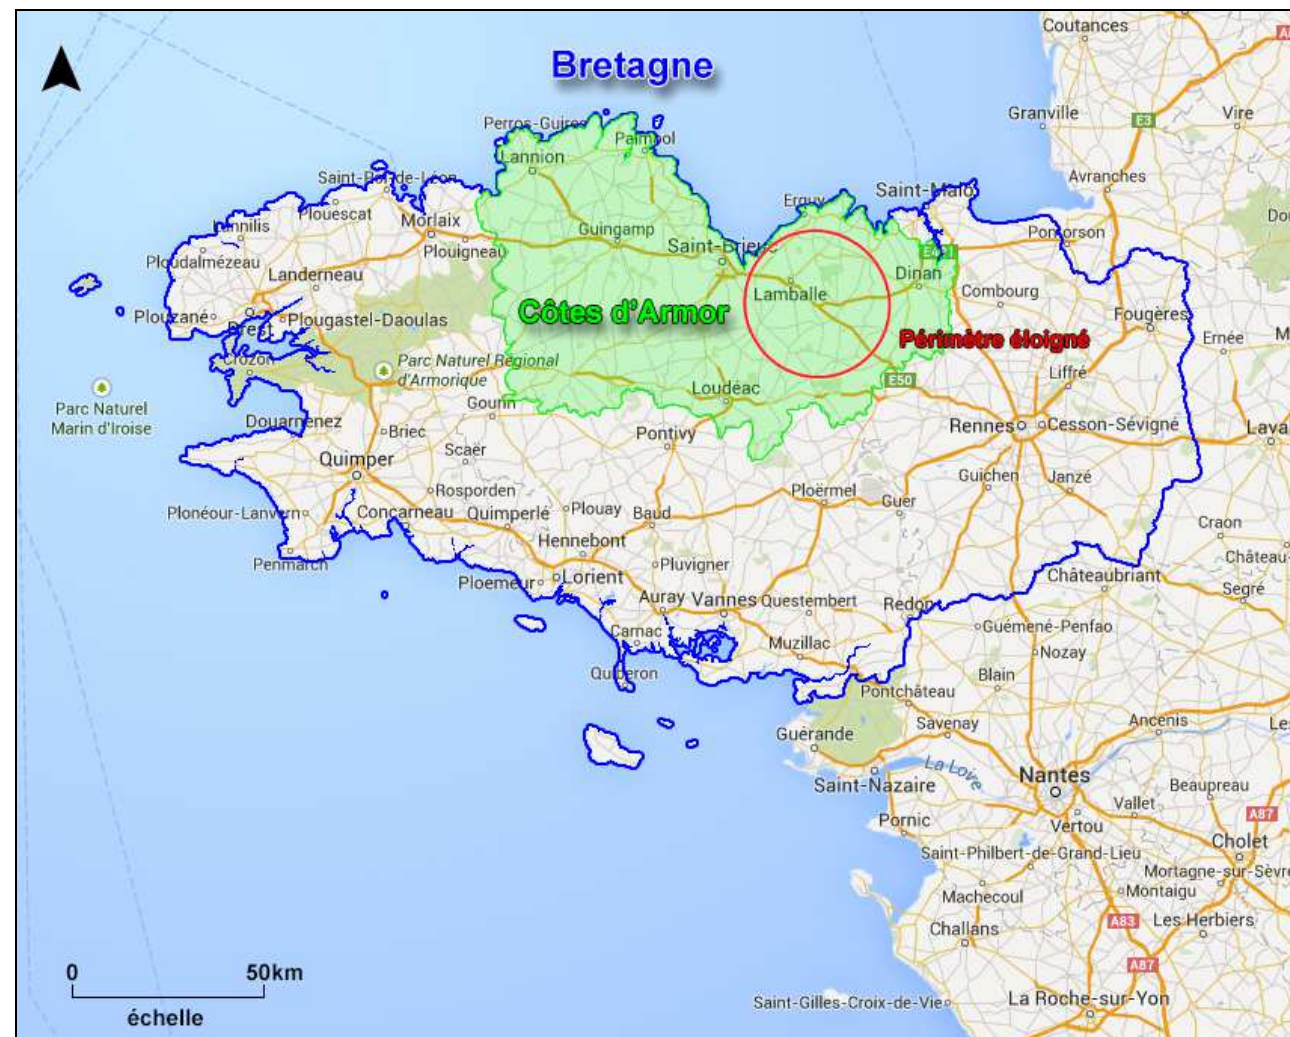 Coutances
Bretagne
Granville
Vire
E3
Perros-Guirec
Paimpol
Lannion
Avranches
Saint-Pol-de-Léon
Saint-Malo
Erquy
Plouescat
Morlaix
Lannilis
Guingamp
Pontorson
Plouigneau
Saint-Brieuc
Ploudalmézeau
Landerneau
Dinan
Lamballe
Combourg
Côtes d'Armor
Plouzané
Brest
Plougastel-Daoulas
Fougères
Périmètre éloigné
Ernée
Crozon
Parc Naturel Régional
d'Armorique
Liffré
E50
Loudéac
Parc Naturel
Marin d'Iroise
Gourin
Douarnenez
Briec
Pontivy
Rennes
Cesson-Sévigné
Scaër
Quimper
Guichen
Janzé
Rosporden
Ploërmel
Guer
Plonéour-Lanvern
Concarneau
Quimperlé
Plouay
Baud
Craon
Hennebont
Penmarch
Pluvigner
Ploemeur
Lorient
Châteaubriant
Segré
Auray
Vannes
Questembert
Redon
Carnac
Muzillac
Guémené-Penfao
Nozay
Quiberon
Blain
Pontchâteau
Savenay
Ancenis
Guérande
La Loire
Nantes
Saint-Nazaire
Beaupreau
Vallet
A87
Pornic
Vertou
Cholet
Saint-Philbert-de-Grand-Lieu
Mortagne-sur-Sèvre
Machecoul
Montaigu
A83
Les Herbiers
Challans
A87
0
50km
Saint-Gilles-Croix-de-Vie
La Roche-sur-Yon
échelle